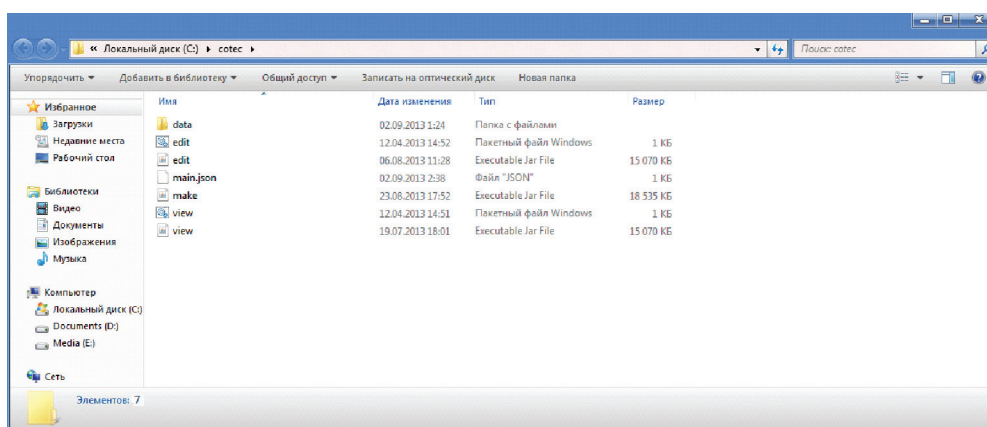 « Локальный диск (C:) ▸ cotec ▸ Поиск: cotec
Упорядочить Добавить в библиотеку Общий доступ Записать на оптический диск Новая папка
Избранное
Загрузки
Недавние места
Рабочий стол
Библиотеки
Видео
Документы
Изображения
Музыка
Компьютер
Локальный диск (C:)
Documents (D:)
Media (E:)
Сеть
Имя Дата изменения Тип Размер
data 02.09.2013 1:24 Папка с файлами
edit 12.04.2013 14:52 Пакетный файл Windows 1 КБ
edit 06.08.2013 11:28 Executable Jar File 15 070 КБ
main.json 02.09.2013 2:38 Файл "JSON" 1 КБ
make 23.08.2013 17:52 Executable Jar File 18 535 КБ
view 12.04.2013 14:51 Пакетный файл Windows 1 КБ
view 19.07.2013 18:01 Executable Jar File 15 070 КБ
Элементов: 7